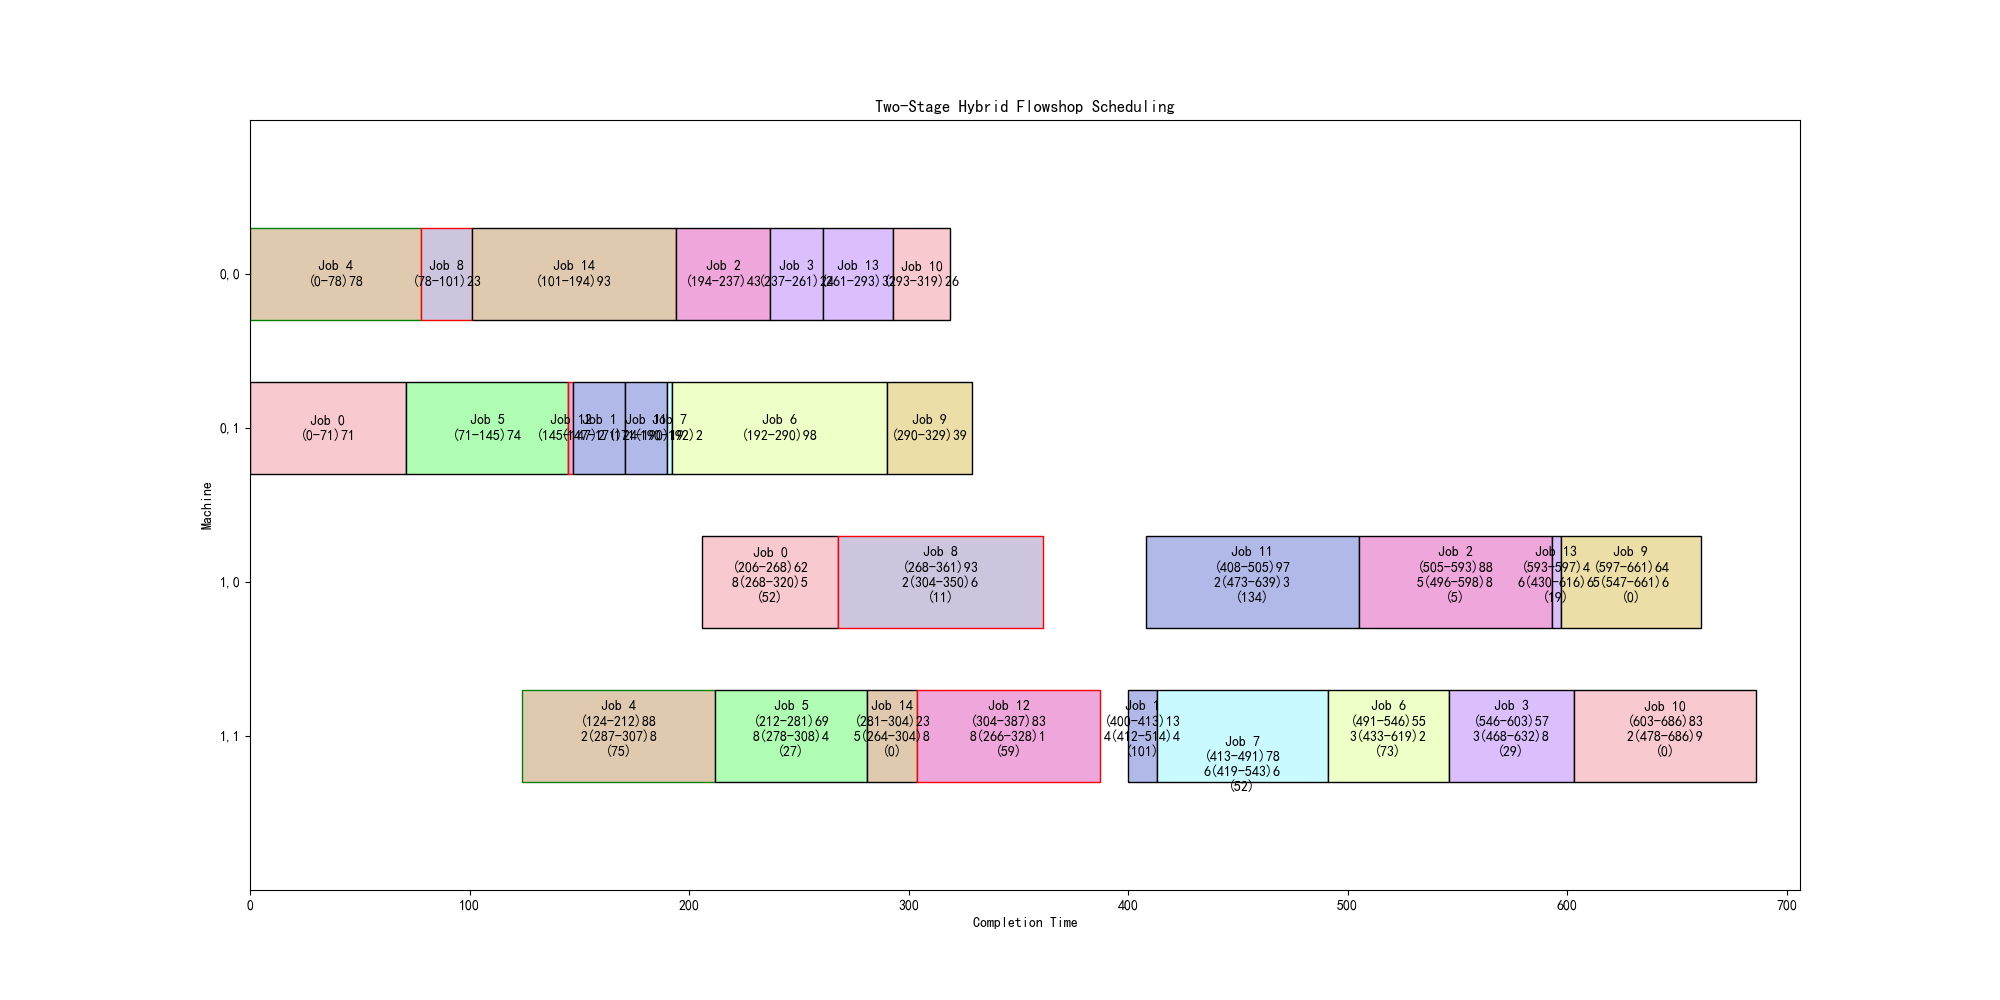 Two-Stage Hybrid Flowshop Scheduling
0,0
Job 4
(0-78)78
Job 8
(78-101)23
Job 14
(101-194)93
Job 2
(194-237)43
Job 3
(237-261)24
Job 13
(261-293)32
Job 10
(293-319)26
0,1
Job 0
(0-71)71
Job 5
(71-145)74
Job 12
(145-147)2
Job 1
(147-171)24
Job 11
(171-190)19
Job 7
(190-192)2
Job 6
(192-290)98
Job 9
(290-329)39
1,0
Job 0
(206-268)62
8(268-320)5
(52)
Job 8
(268-361)93
2(304-350)6
(11)
Job 11
(408-505)97
2(473-639)3
(134)
Job 2
(505-593)88
5(496-598)8
(5)
Job 13
(593-597)4
6(430-616)6
(19)
Job 9
(597-661)64
5(547-661)6
(0)
1,1
Job 4
(124-212)88
2(287-307)8
(75)
Job 5
(212-281)69
8(278-308)4
(27)
Job 14
(281-304)23
5(264-304)8
(0)
Job 12
(304-387)83
8(266-328)1
(59)
Job 1
(400-413)13
4(412-514)4
(101)
Job 7
(413-491)78
6(419-543)6
(52)
Job 6
(491-546)55
3(433-619)2
(73)
Job 3
(546-603)57
3(468-632)8
(29)
Job 10
(603-686)83
2(478-686)9
(0)
Machine
0 100 200 300 400 500 600 700
Completion Time